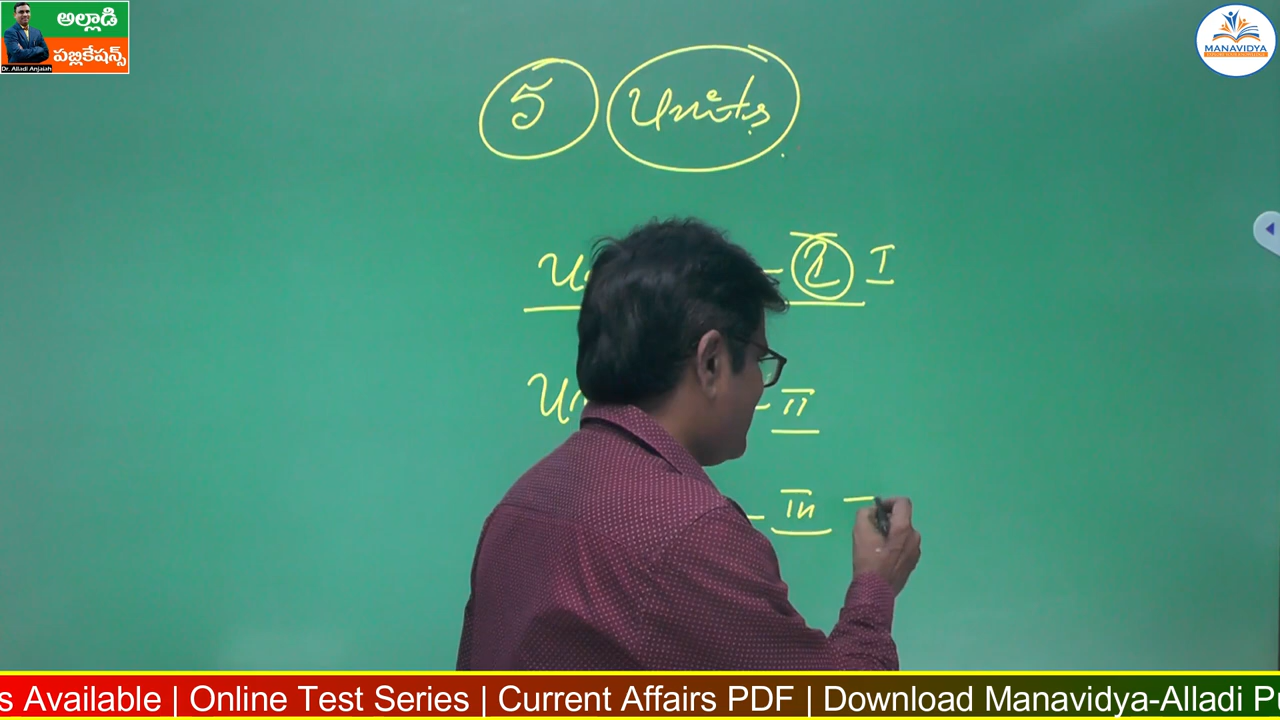 అల్లాడి
పబ్లికేషన్స్
Dr. Alladi Anjaiah
MANAVIDYA
5 Units
I I
II
III
s Available | Online Test Series | Current Affairs PDF | Download Manavidya-Alladi Pu